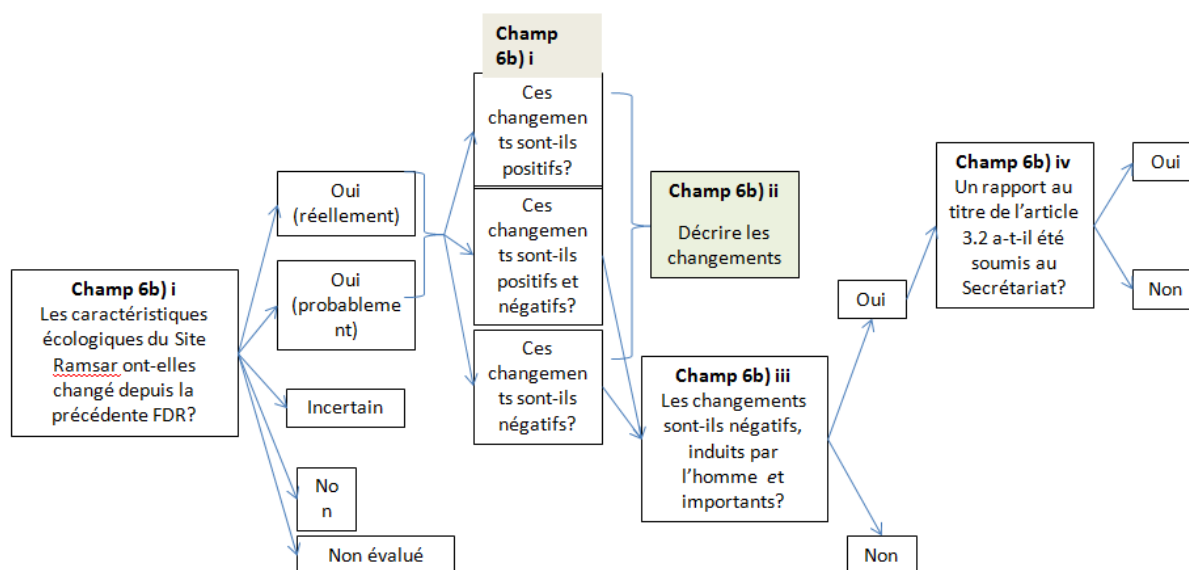 Champ 6b) i
Les caractéristiques
écologiques du Site
Ramsar ont-elles
changé depuis la
précédente FDR?
Oui
(réellement)
Oui
(probableme
nt)
Incertain
No
n
Non évalué
Champ
6b) i
Ces
changemen
ts sont-ils
positifs?
Ces
changemen
ts sont-ils
positifs et
négatifs?
Ces
changemen
ts sont-ils
négatifs?
Champ 6b) ii
Décrire les
changements
Champ 6b) iii
Les changements
sont-ils négatifs,
induits par
l’homme et
importants?
Oui
Non
Champ 6b) iv
Un rapport au
titre de l’article
3.2 a-t-il été
soumis au
Secrétariat?
Oui
Non